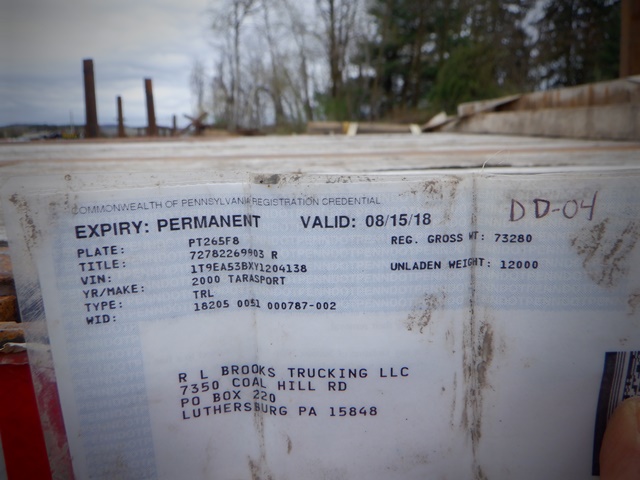 COMMONWEALTH OF PENNSYLVANIA REGISTRATION CREDENTIAL
EXPIRY: PERMANENT VALID: 08/15/18 DD-04
PLATE: PT265F8 REG. GROSS WT: 73280
TITLE: 72782269903 R
VIN: 1T9EA53BXY1204138 UNLADEN WEIGHT: 12000
YR/MAKE: 2000 TARASPORT
TYPE: TRL
WID: 18205 0051 000787-002
R L BROOKS TRUCKING LLC
7350 COAL HILL RD
PO BOX 220
LUTHERSBURG PA 15848